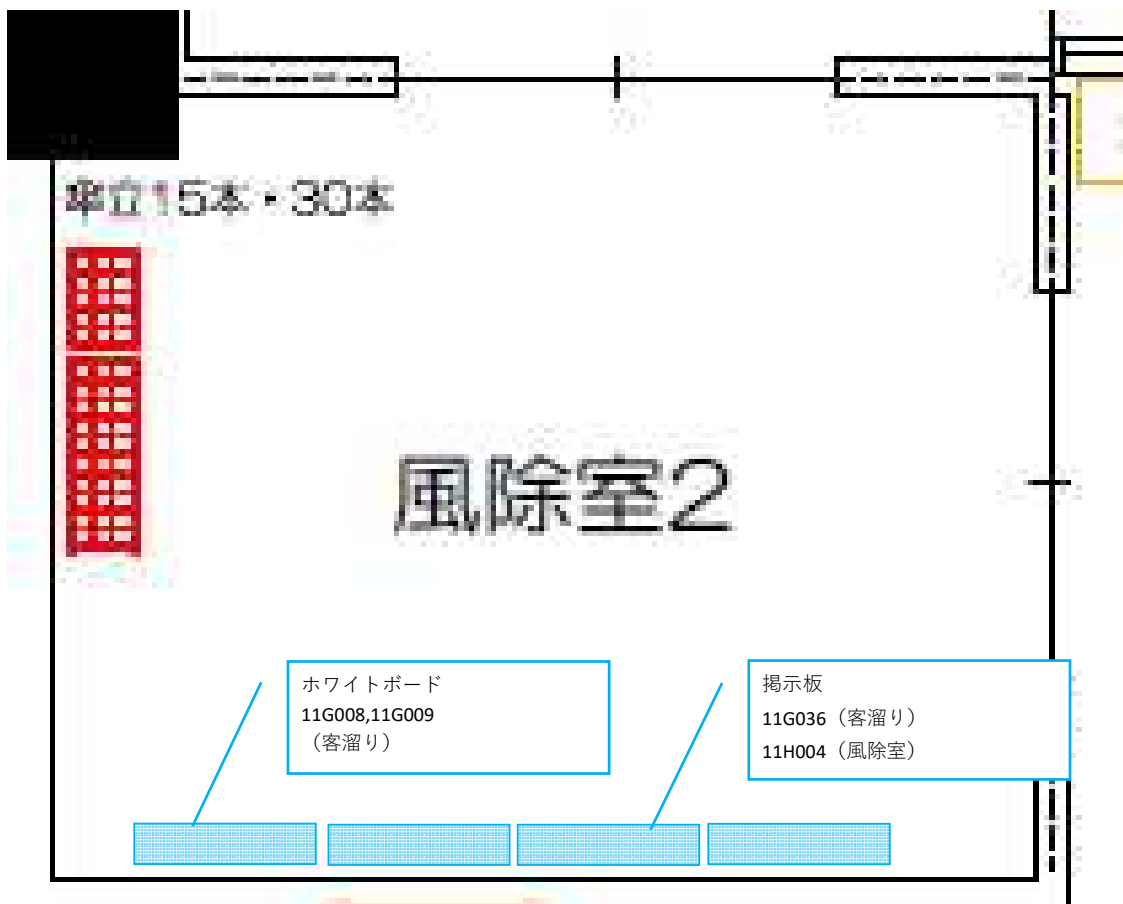 傘立15本・30本
風除室2
ホワイトボード
11G008,11G009
（客溜り）
掲示板
11G036（客溜り）
11H004（風除室）